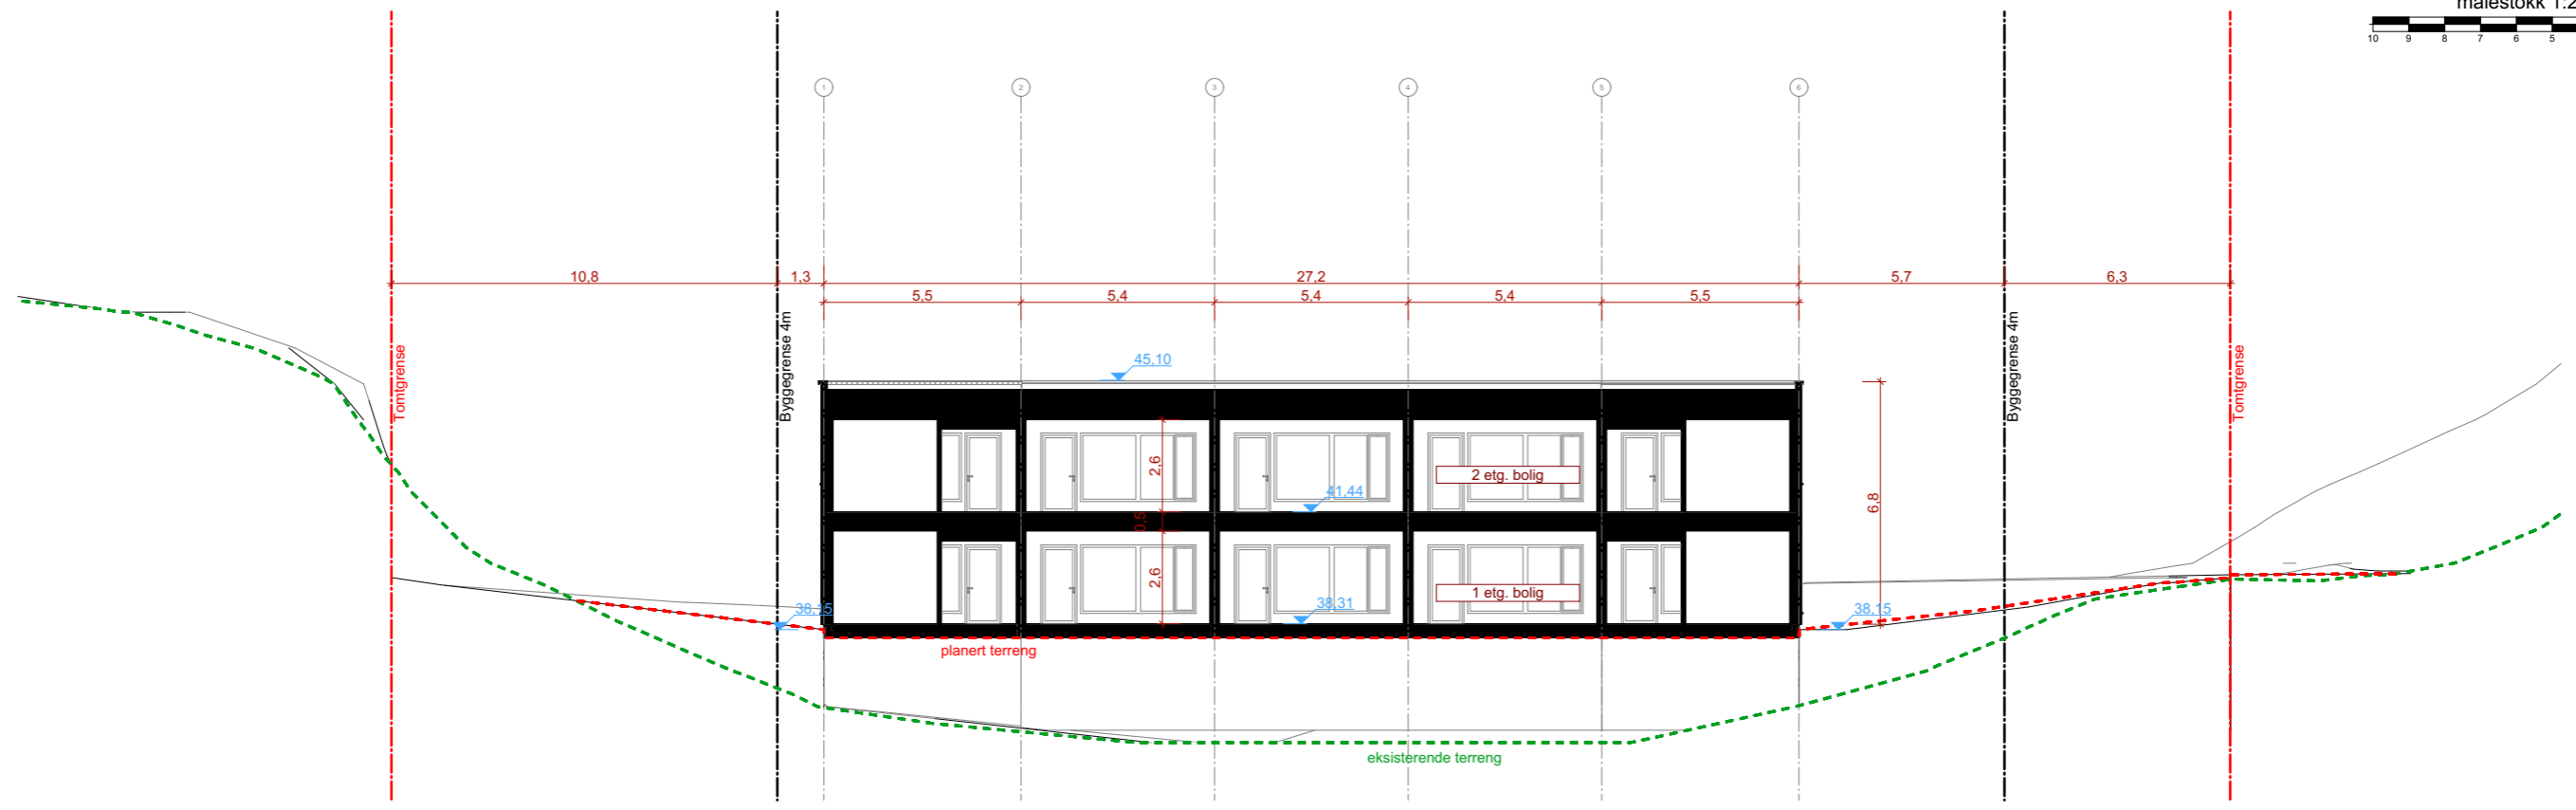 målestokk 1:2
10 9 8 7 6 5
1 2 3 4 5 6
10,8 1,3 27,2 5,7 6,3
5,5 5,4 5,4 5,4 5,5
Tomtgrense
Byggegrense 4m
Byggegrense 4m
Tomtgrense
45,10
2,6
2 etg. bolig
41,44
6,8
0,5
2,6
1 etg. bolig
38,15
38,31
38,15
planert terreng
eksisterende terreng